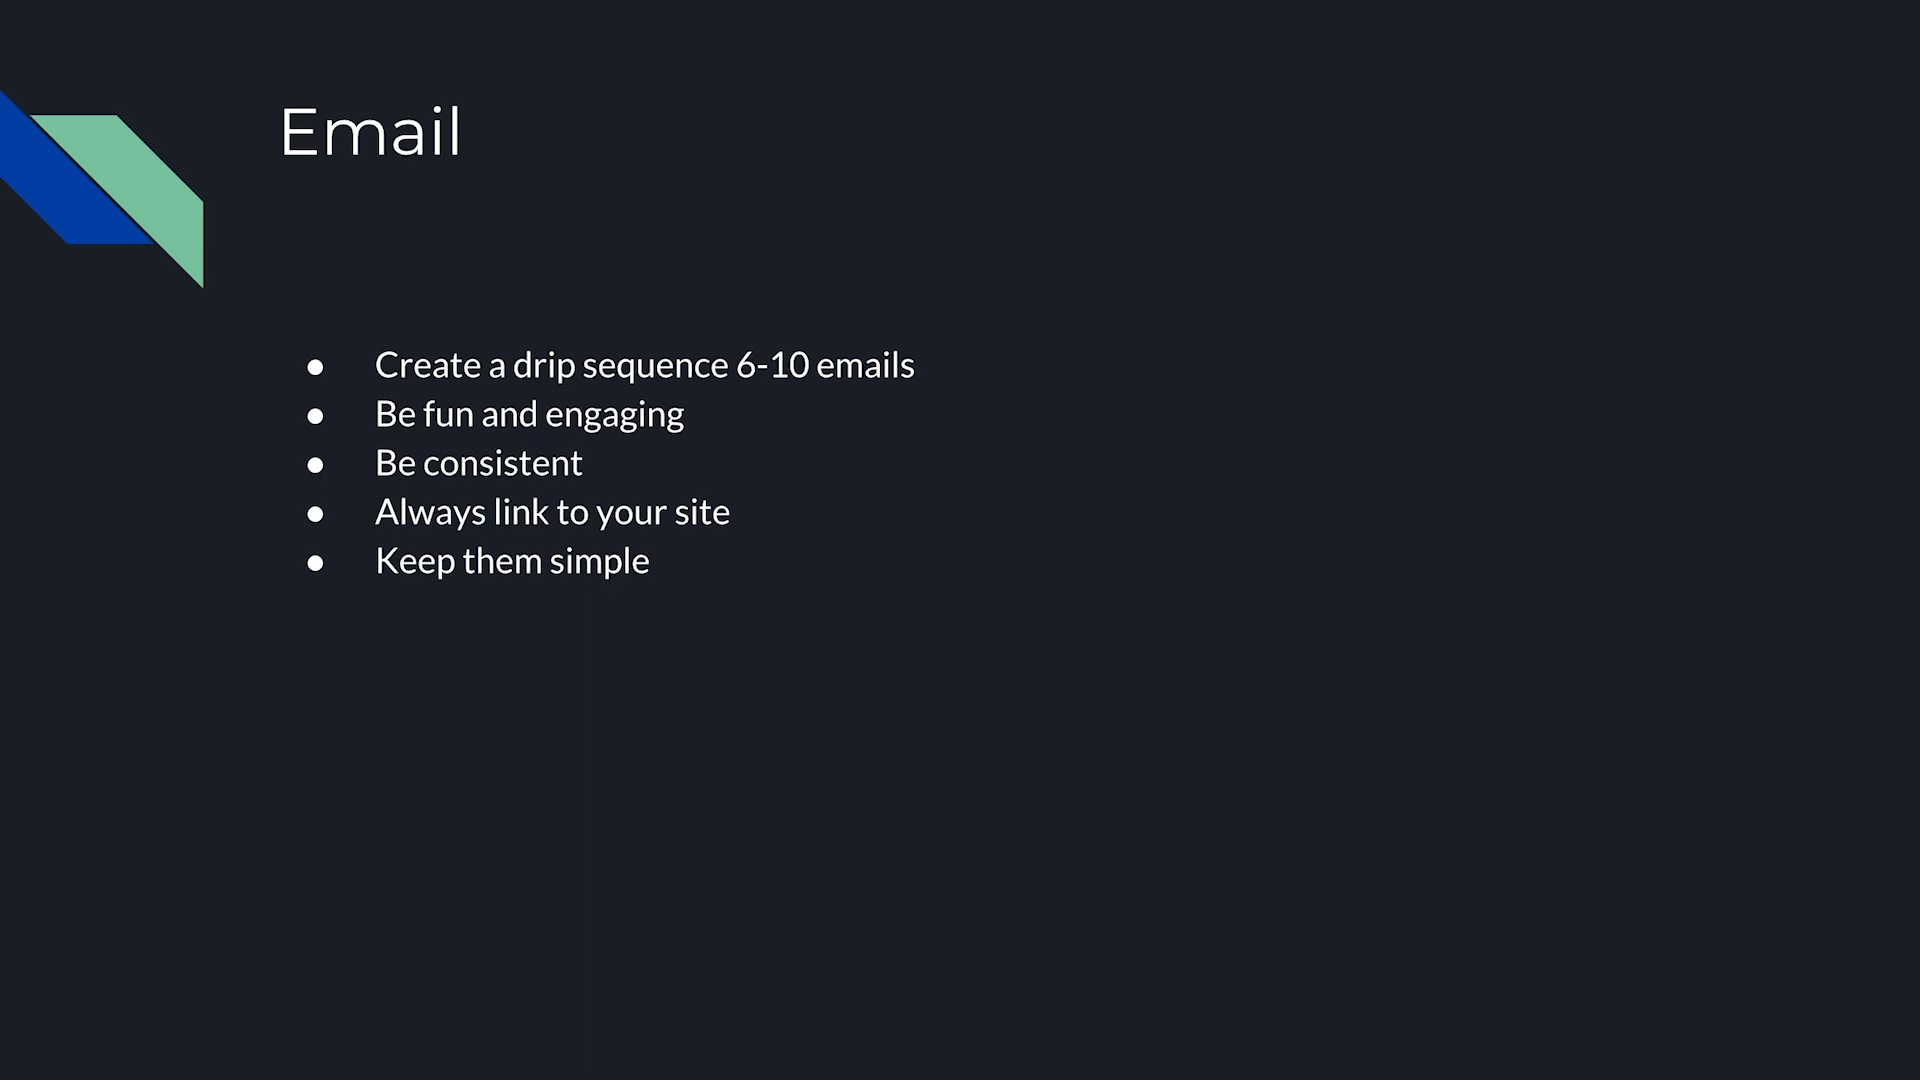 Email
● Create a drip sequence 6-10 emails
● Be fun and engaging
● Be consistent
● Always link to your site
● Keep them simple